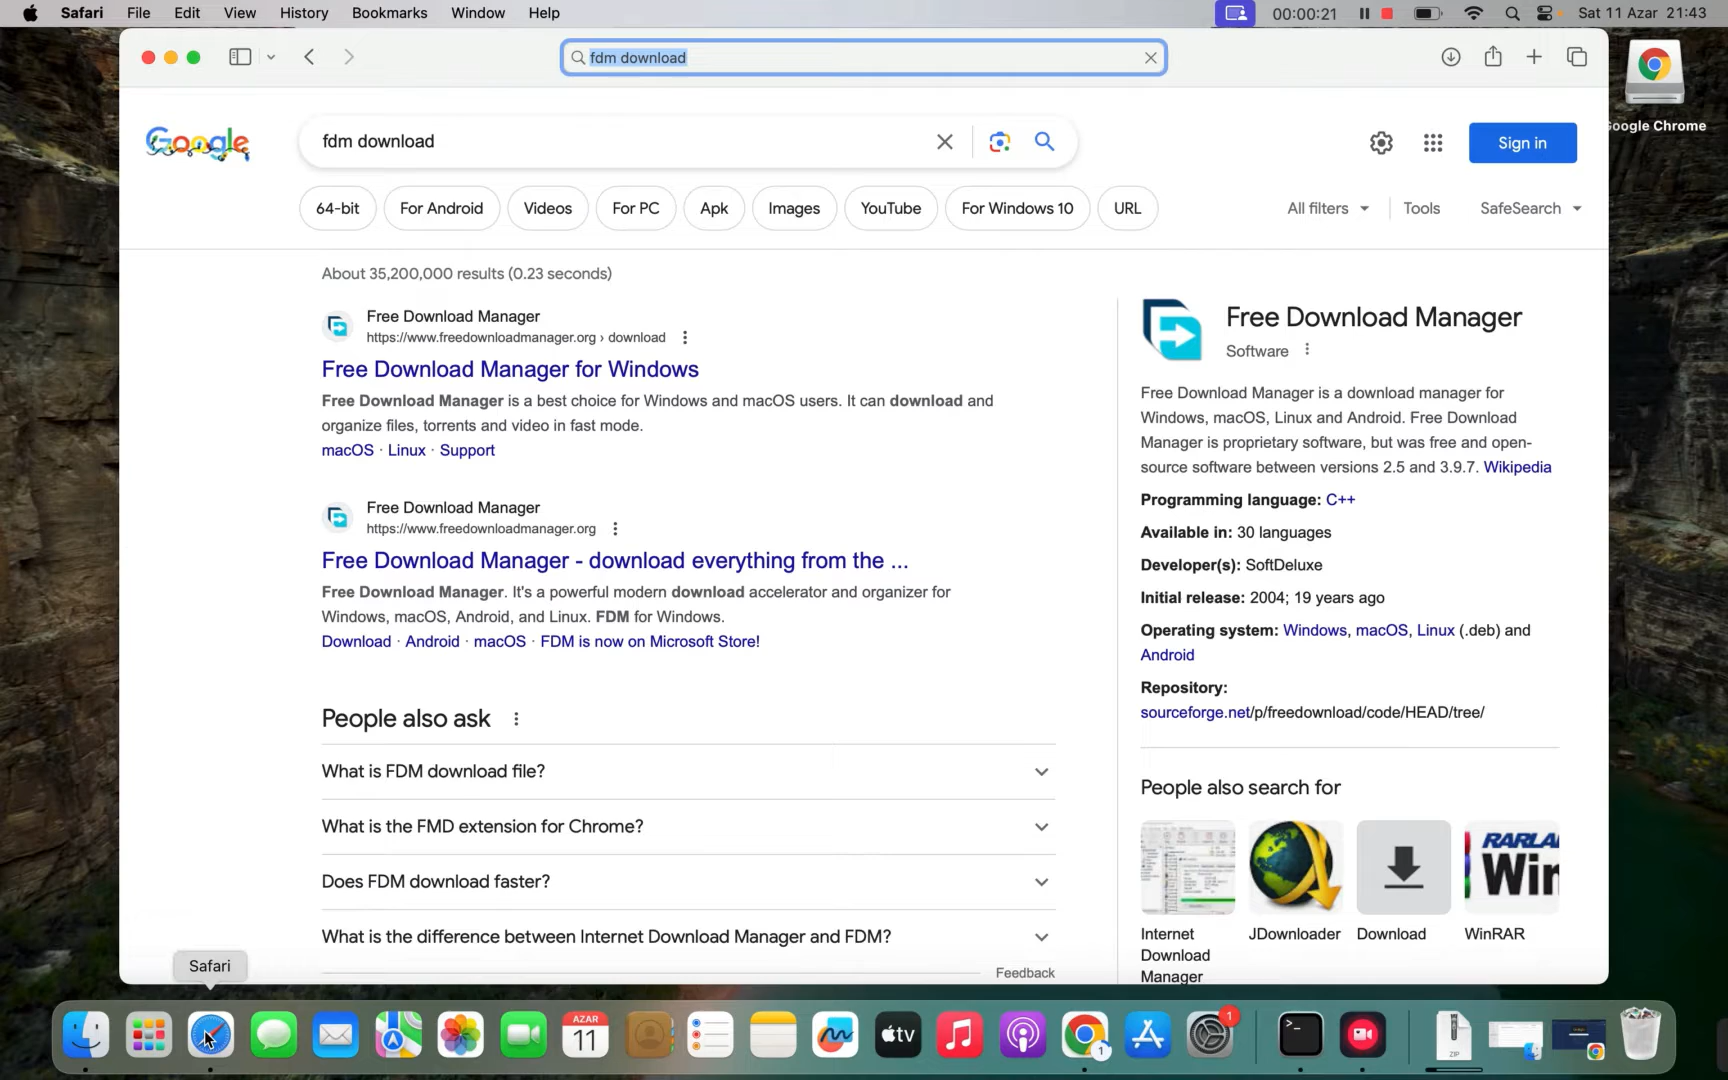 Safari File Edit View History Bookmarks Window Help 00:00:21 Sat 11 Azar 21:43
fdm download
Google Chrome
Google
fdm download
Sign in
64-bit For Android Videos For PC Apk Images YouTube For Windows 10 URL All filters Tools SafeSearch
About 35,200,000 results (0.23 seconds)
Free Download Manager
https://www.freedownloadmanager.org › download
Free Download Manager for Windows
Free Download Manager is a best choice for Windows and macOS users. It can download and
organize files, torrents and video in fast mode.
macOS · Linux · Support
Free Download Manager
https://www.freedownloadmanager.org
Free Download Manager - download everything from the ...
Free Download Manager. It's a powerful modern download accelerator and organizer for
Windows, macOS, Android, and Linux. FDM for Windows.
Download · Android · macOS · FDM is now on Microsoft Store!
People also ask
What is FDM download file?
What is the FMD extension for Chrome?
Does FDM download faster?
What is the difference between Internet Download Manager and FDM?
Feedback
Free Download Manager
Software
Free Download Manager is a download manager for
Windows, macOS, Linux and Android. Free Download
Manager is proprietary software, but was free and open-
source software between versions 2.5 and 3.9.7. Wikipedia
Programming language: C++
Available in: 30 languages
Developer(s): SoftDeluxe
Initial release: 2004; 19 years ago
Operating system: Windows, macOS, Linux (.deb) and
Android
Repository:
sourceforge.net/p/freedownload/code/HEAD/tree/
People also search for
RARLA
Win
Internet
Download
Manager
JDownloader
Download
WinRAR
Safari
AZAR
11
tv
1
1
ZIP